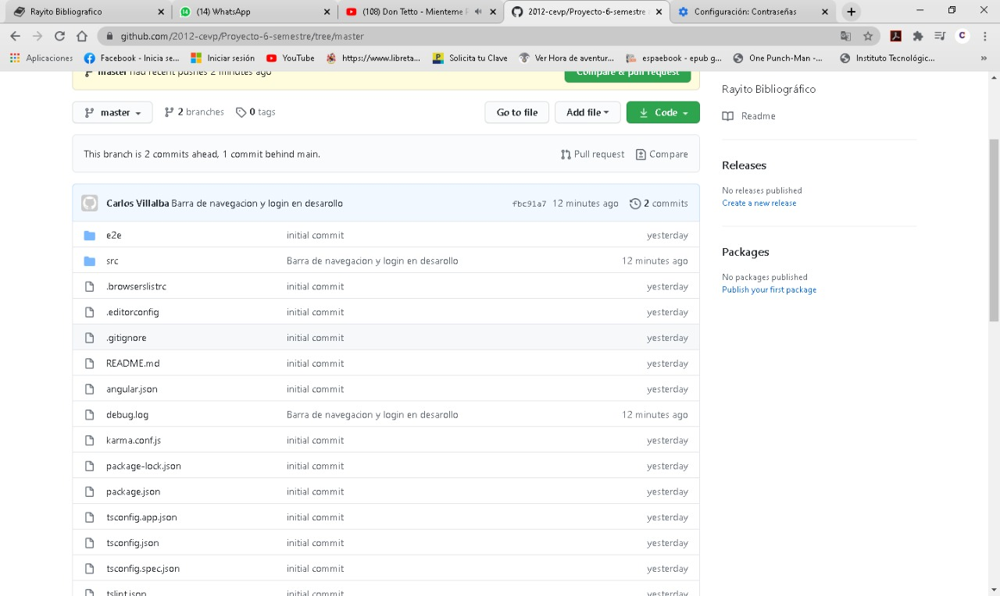 Rayito Bibliografico
(14) WhatsApp
(108) Don Tetto - Mienteme
2012-cevp/Proyecto-6-semestre
Configuración: Contraseñas
github.com/2012-cevp/Proyecto-6-semestre/tree/master
C
Aplicaciones
Facebook - Inicia se...
Iniciar sesión
YouTube
https://www.libreta...
Solicita tu Clave
Ver Hora de aventur...
espaebook - epub g...
One Punch-Man -...
Instituto Tecnológic...
»
master had recent pushes 2 minutes ago
Compare & pull request
master
2 branches
0 tags
Go to file
Add file
Code
This branch is 2 commits ahead, 1 commit behind main.
Pull request
Compare
Carlos Villalba Barra de navegacion y login en desarollo
fbc91a7 12 minutes ago
2 commits
e2e initial commit yesterday
src Barra de navegacion y login en desarollo 12 minutes ago
.browserslistrc initial commit yesterday
.editorconfig initial commit yesterday
.gitignore initial commit yesterday
README.md initial commit yesterday
angular.json initial commit yesterday
debug.log Barra de navegacion y login en desarollo 12 minutes ago
karma.conf.js initial commit yesterday
package-lock.json initial commit yesterday
package.json initial commit yesterday
tsconfig.app.json initial commit yesterday
tsconfig.json initial commit yesterday
tsconfig.spec.json initial commit yesterday
tslint.json initial commit yesterday
Rayito Bibliográfico
Readme
Releases
No releases published
Create a new release
Packages
No packages published
Publish your first package